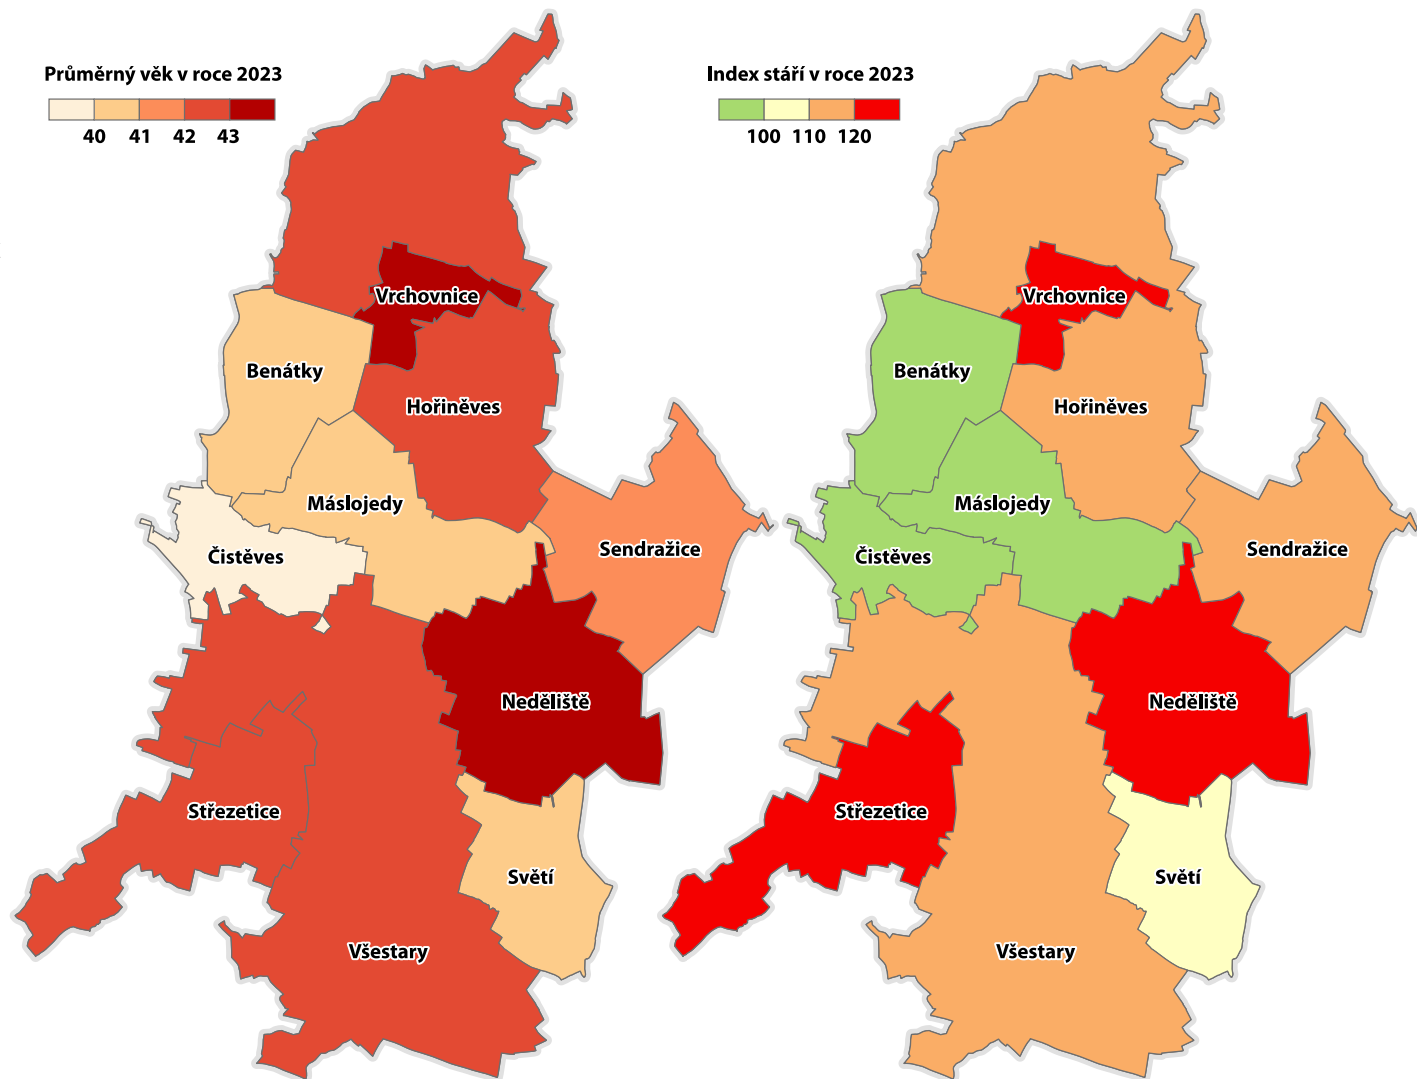 Průměrný věk v roce 2023
40 41 42 43
Vrchovnice
Benátky
Hořiněves
Máslojedy
Čistěves
Sendražice
Neděliště
Střezetice
Světí
Všestary
Index stáří v roce 2023
100 110 120
Vrchovnice
Benátky
Hořiněves
Máslojedy
Čistěves
Sendražice
Neděliště
Střezetice
Světí
Všestary